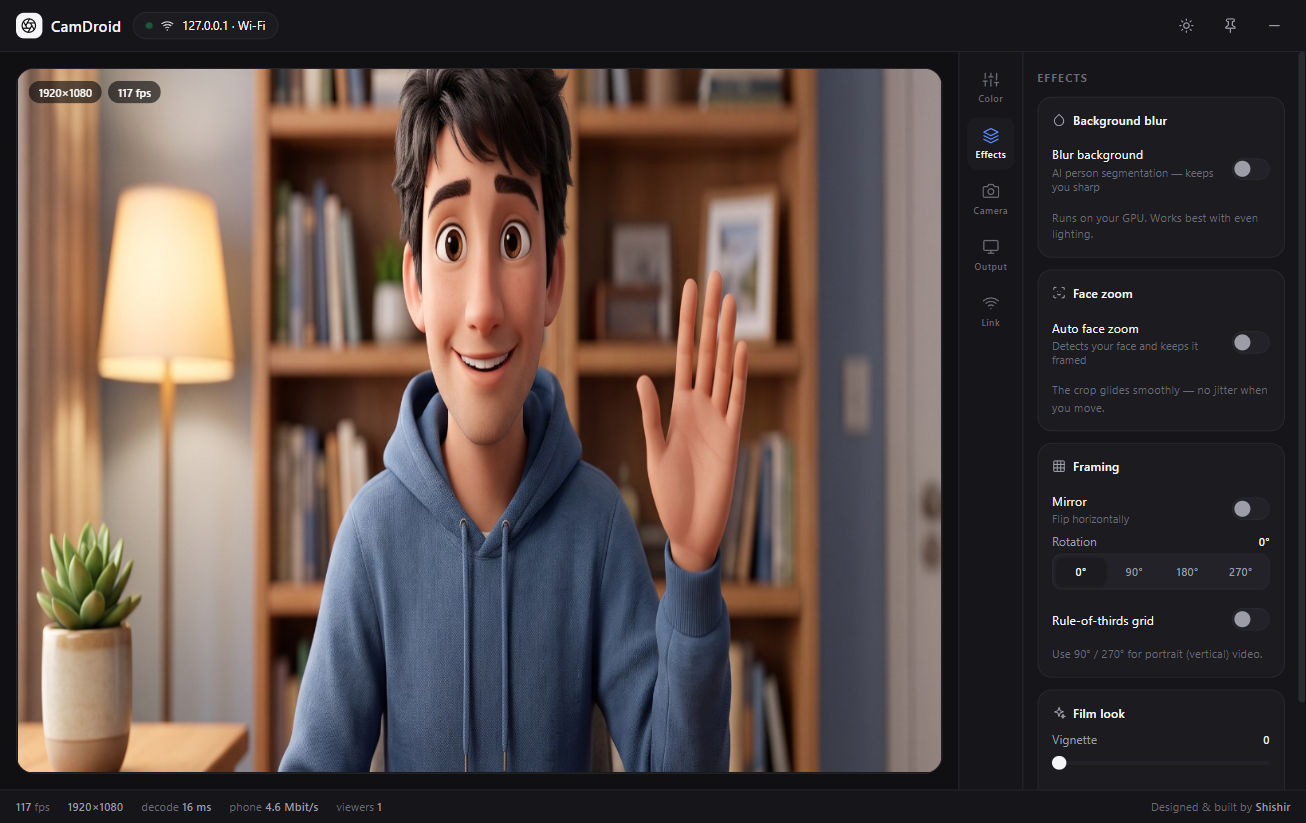 CamDroid
127.0.0.1 · Wi-Fi
1920×1080
117 fps
Color
Effects
Camera
Output
Link
EFFECTS
Background blur
Blur background
AI person segmentation — keeps
you sharp
Runs on your GPU. Works best with even
lighting.
Face zoom
Auto face zoom
Detects your face and keeps it
framed
The crop glides smoothly — no jitter when
you move.
Framing
Mirror
Flip horizontally
Rotation 0°
0° 90° 180° 270°
Rule-of-thirds grid
Use 90° / 270° for portrait (vertical) video.
Film look
Vignette 0
117 fps 1920×1080 decode 16 ms phone 4.6 Mbit/s viewers 1
Designed & built by Shishir